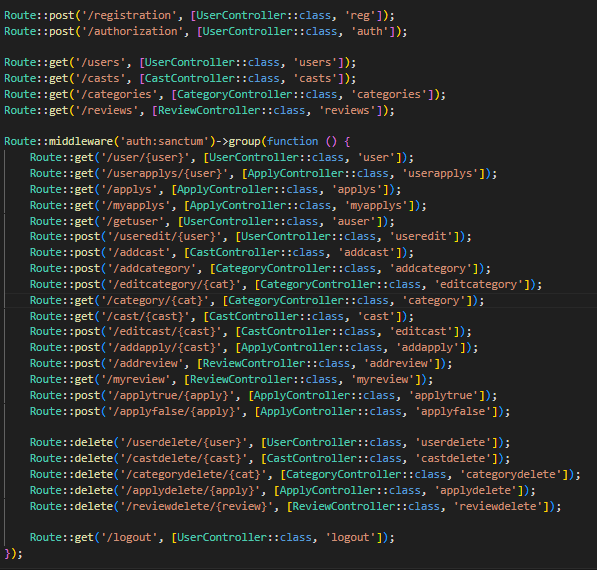 Route::post('/registration', [UserController::class, 'reg']);
Route::post('/authorization', [UserController::class, 'auth']);
Route::get('/users', [UserController::class, 'users']);
Route::get('/casts', [CastController::class, 'casts']);
Route::get('/categories', [CategoryController::class, 'categories']);
Route::get('/reviews', [ReviewController::class, 'reviews']);
Route::middleware('auth:sanctum')->group(function () {
Route::get('/user/{user}', [UserController::class, 'user']);
Route::get('/userapplys/{user}', [ApplyController::class, 'userapplys']);
Route::get('/applys', [ApplyController::class, 'applys']);
Route::get('/myapplys', [ApplyController::class, 'myapplys']);
Route::get('/getuser', [UserController::class, 'auser']);
Route::post('/useredit/{user}', [UserController::class, 'useredit']);
Route::post('/addcast', [CastController::class, 'addcast']);
Route::post('/addcategory', [CategoryController::class, 'addcategory']);
Route::post('/editcategory/{cat}', [CategoryController::class, 'editcategory']);
Route::get('/category/{cat}', [CategoryController::class, 'category']);
Route::get('/cast/{cast}', [CastController::class, 'cast']);
Route::post('/editcast/{cast}', [CastController::class, 'editcast']);
Route::post('/addapply/{cast}', [ApplyController::class, 'addapply']);
Route::post('/addreview', [ReviewController::class, 'addreview']);
Route::get('/myreview', [ReviewController::class, 'myreview']);
Route::post('/applytrue/{apply}', [ApplyController::class, 'applytrue']);
Route::post('/applyfalse/{apply}', [ApplyController::class, 'applyfalse']);
Route::delete('/userdelete/{user}', [UserController::class, 'userdelete']);
Route::delete('/castdelete/{cast}', [CastController::class, 'castdelete']);
Route::delete('/categorydelete/{cat}', [CategoryController::class, 'categorydelete']);
Route::delete('/applydelete/{apply}', [ApplyController::class, 'applydelete']);
Route::delete('/reviewdelete/{review}', [ReviewController::class, 'reviewdelete']);
Route::get('/logout', [UserController::class, 'logout']);
});